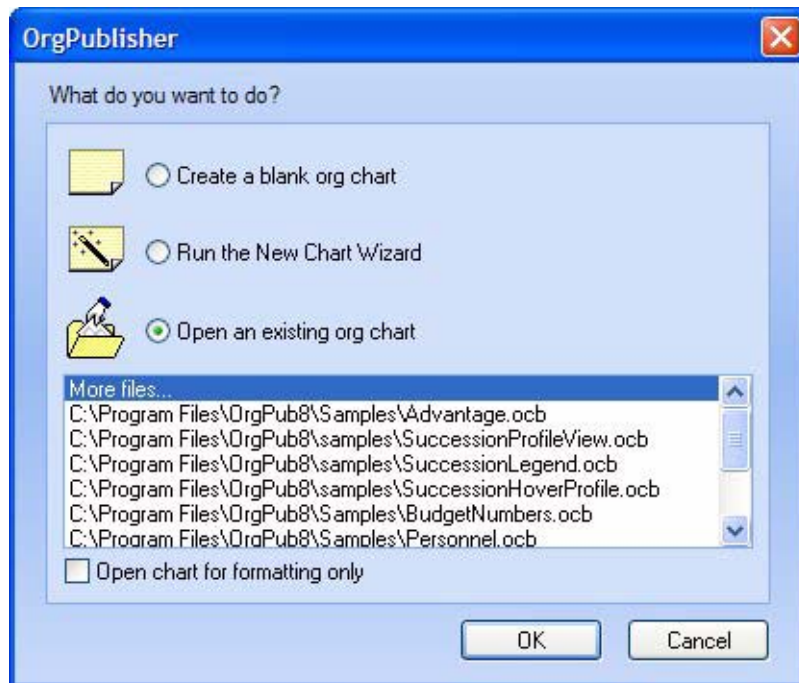 OrgPublisher
What do you want to do?
Create a blank org chart
Run the New Chart Wizard
Open an existing org chart
More files...
C:\Program Files\OrgPub8\Samples\Advantage.ocb
C:\Program Files\OrgPub8\Samples\SuccessionProfileView.ocb
C:\Program Files\OrgPub8\Samples\SuccessionLegend.ocb
C:\Program Files\OrgPub8\samples\SuccessionHoverProfile.ocb
C:\Program Files\OrgPub8\Samples\BudgetNumbers.ocb
C:\Program Files\OrgPub8\Samples\Personnel.ocb
Open chart for formatting only
OK Cancel